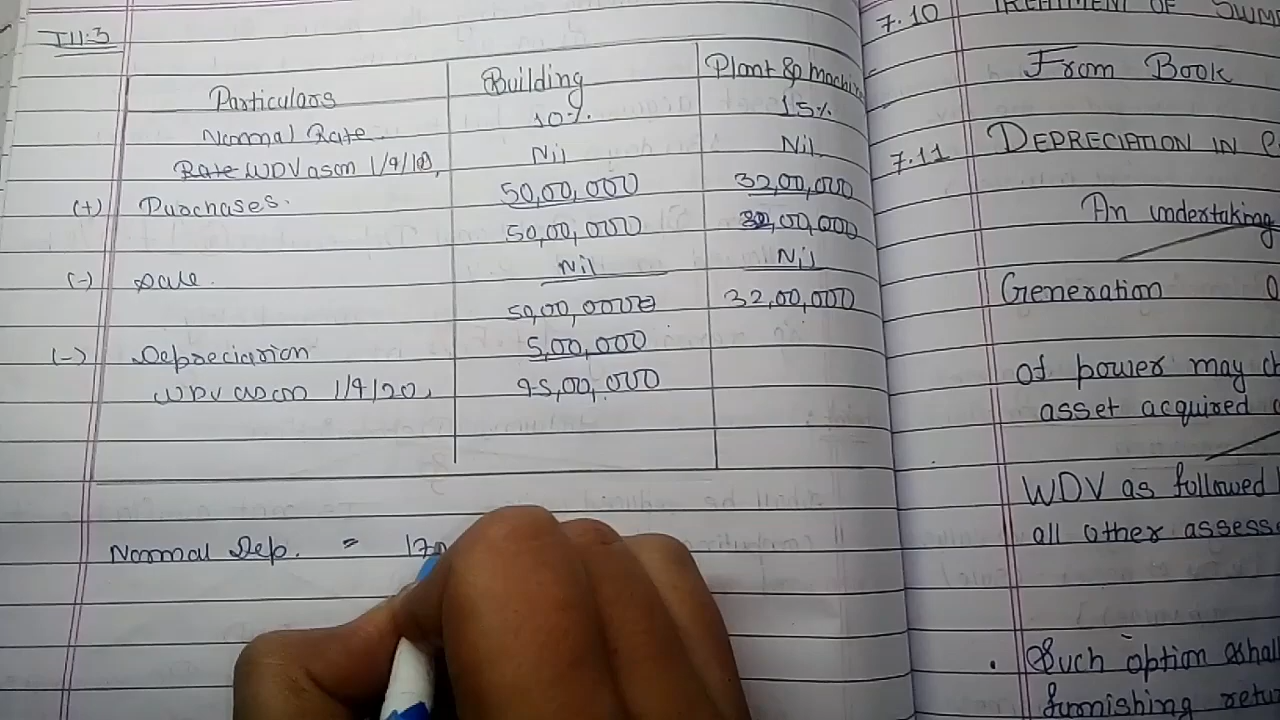 Ill:3
Particulars Building Plant & machin
Normal Rate 10% 15%
Rate WDV as on 1/4/19, Nil Nil
(+) Purchases. 50,00,000 32,00,000
50,00,000 32,00,000
(-) Sale. Nil Nil
50,00,000 32,00,000
(-) Depreciation 5,00,000
WDV as on 1/4/20, 45,00,000
Normal Dep. =
7.10 TREATMENT OF
From Book
7.11 DEPRECIATION IN
An undertaking
Generation
of power may
asset acquired
WDV as followed
all other assess
. Such option shall
furnishing retu